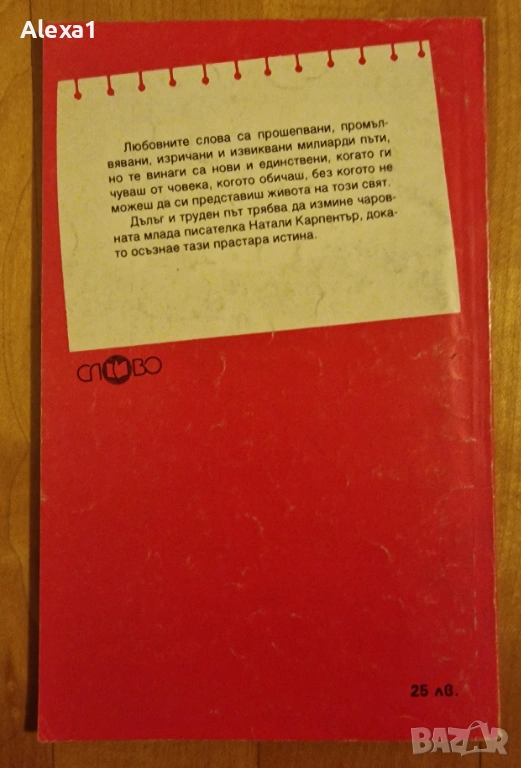 Alexa1
Любовните слова са прошепвани, промъл-
вявани, изричани и извиквани милиарди пъти,
но те винаги са нови и единствени, когато ги
чуваш от човека, когото обичаш, без когото не
можеш да си представиш живота на този свят.
Дълъг и труден път трябва да измине чаров-
ната млада писателка Натали Карпентър, дока-
то осъзнае тази прастара истина.
СЛОВО
25 лв.
BAZAR